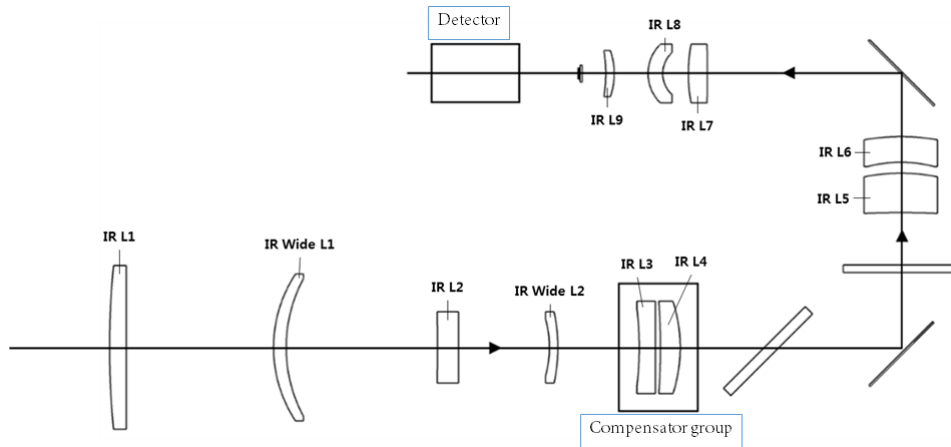 Detector
IR L8
IR L9
IR L7
IR L6
IR L5
IR L1
IR Wide L1
IR L2
IR Wide L2
IR L3
IR L4
Compensator group